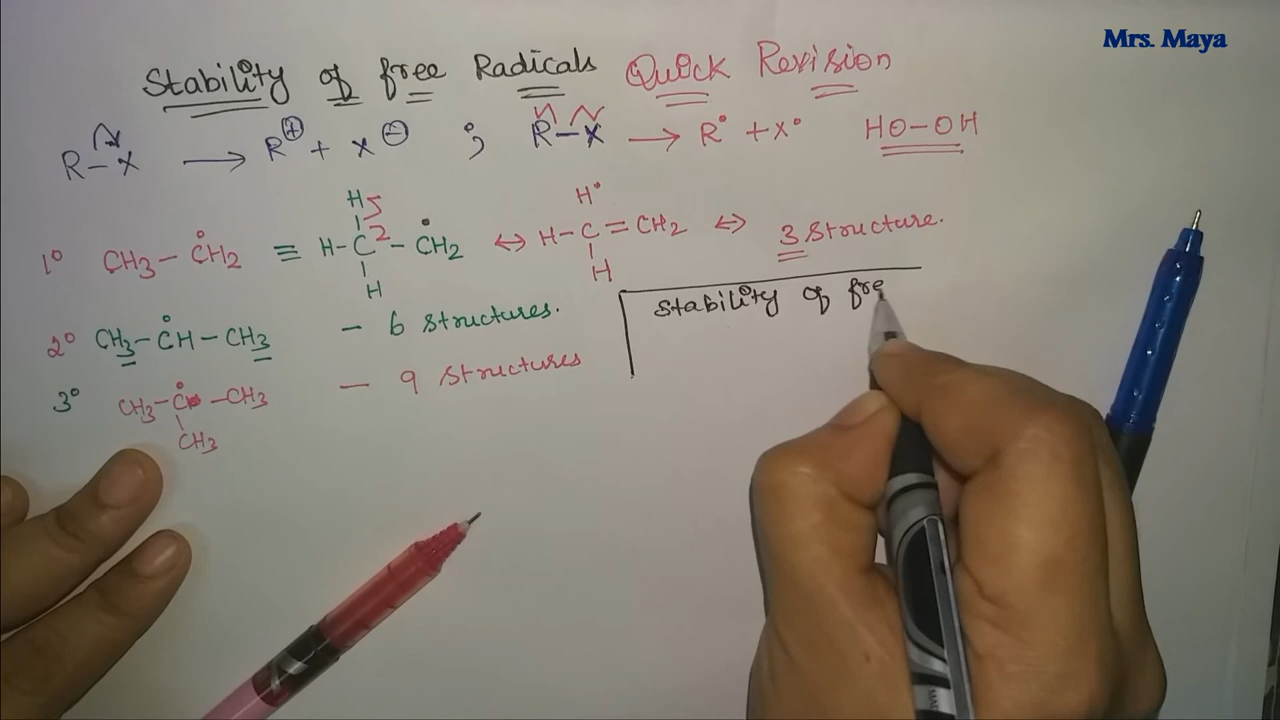 Mrs. Maya
Stability of free Radicals Quick Revision
R–X ⟶ R⊕ + X⊖ ; R–X ⟶ R• + X• HO–OH
1° CH3–ĊH2 ≡ H–C–ĊH2 ↔ H–C=CH2 ⇔ 3 Structure.
H H H• H
2° CH3–ĊH–CH3 – 6 Structures.
3° CH3–Ċ–CH3 – 9 Structures
CH3
Stability of fre